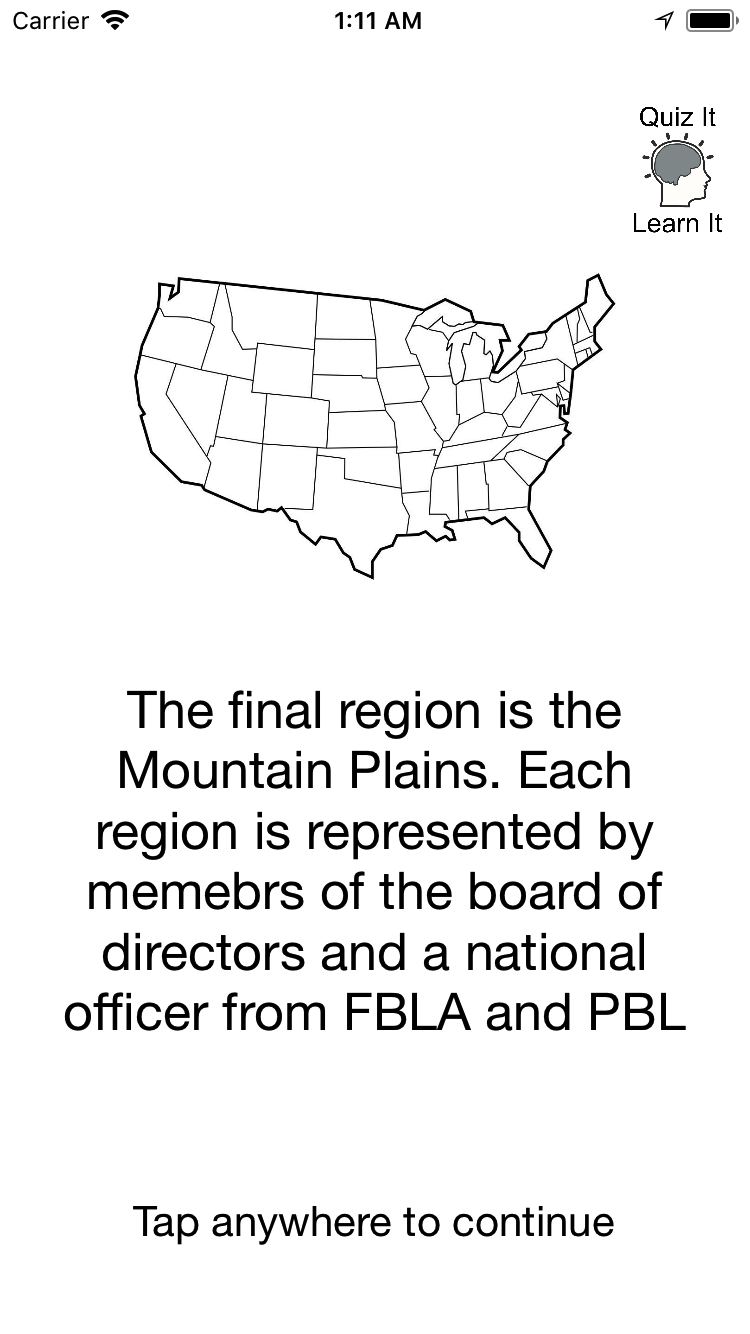 Carrier 1:11 AM
Quiz It
Learn It
The final region is the
Mountain Plains. Each
region is represented by
memebrs of the board of
directors and a national
officer from FBLA and PBL
Tap anywhere to continue